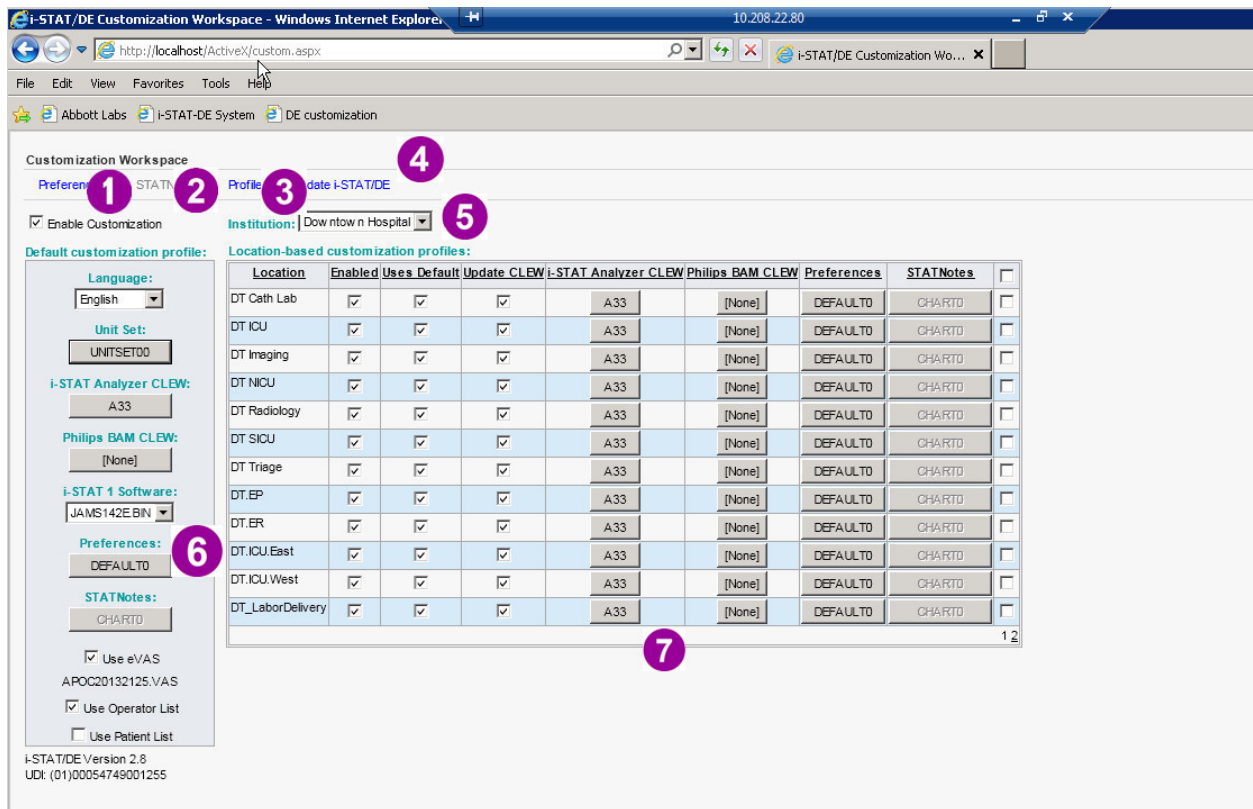 i-STAT/DE Customization Workspace - Windows Internet Explorer
10.208.22.80
http://localhost/ActiveX/custom.aspx
i-STAT/DE Customization Wo...
File Edit View Favorites Tools Help
Abbott Labs i-STAT-DE System DE customization
Customization Workspace
4
1 STATN 2 Profile 3 date i-STAT/DE
Enable Customization
Institution: Downtown Hospital 5
Default customization profile:
Location-based customization profiles:
Language:
English
Unit Set:
UNITSET00
i-STAT Analyzer CLEW:
A33
Philips BAM CLEW:
[None]
i-STAT 1 Software:
JAMS142E.BIN
Preferences:
DEFAULT0
6
STATNotes:
CHART0
Use eVAS
APOC20132125.VAS
Use Operator List
Use Patient List
Location Enabled Uses Default Update CLEW i-STAT Analyzer CLEW Philips BAM CLEW Preferences STATNotes
DT Cath Lab A33 [None] DEFAULT0 CHART0
DT ICU A33 [None] DEFAULT0 CHART0
DT Imaging A33 [None] DEFAULT0 CHART0
DT NICU A33 [None] DEFAULT0 CHART0
DT Radiology A33 [None] DEFAULT0 CHART0
DT SICU A33 [None] DEFAULT0 CHART0
DT Triage A33 [None] DEFAULT0 CHART0
DT.EP A33 [None] DEFAULT0 CHART0
DT.ER A33 [None] DEFAULT0 CHART0
DT.ICU.East A33 [None] DEFAULT0 CHART0
DT.ICU.West A33 [None] DEFAULT0 CHART0
DT_LaborDelivery A33 [None] DEFAULT0 CHART0
1 2
7
i-STAT/DE Version 2.8
UDI: (01)00054749001255